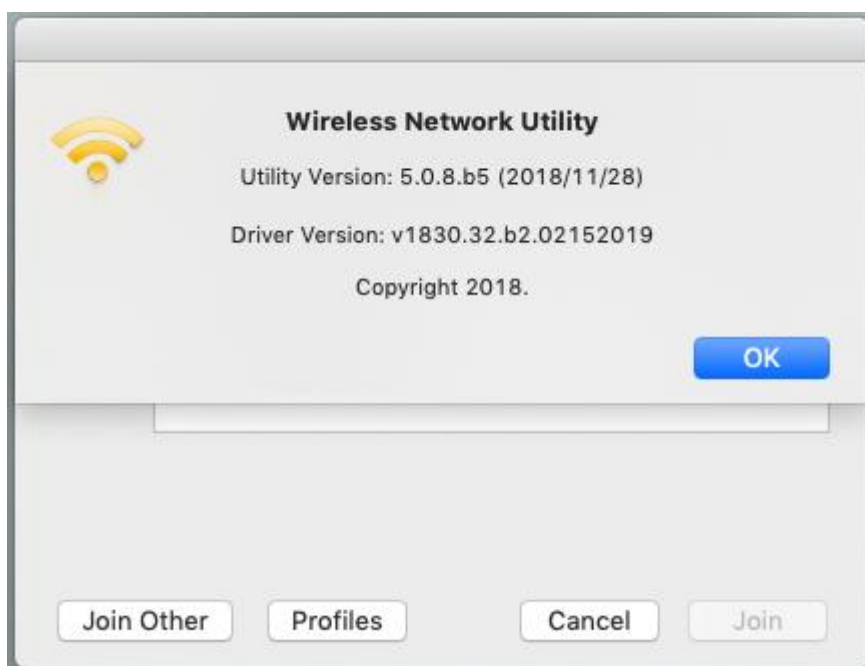 Wireless Network Utility
Utility Version: 5.0.8.b5 (2018/11/28)
Driver Version: v1830.32.b2.02152019
Copyright 2018.
OK
Join Other Profiles Cancel Join